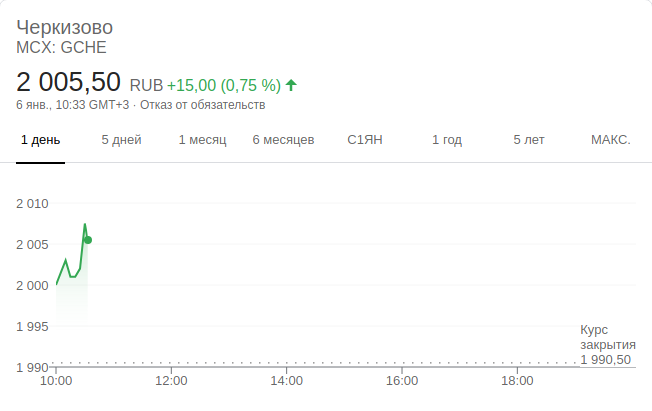 Черкизово
MCX: GCHE
2 005,50 RUB +15,00 (0,75 %)
6 янв., 10:33 GMT+3 · Отказ от обязательств
1 день 5 дней 1 месяц 6 месяцев С1ЯН 1 год 5 лет МАКС.
2 010
2 005
2 000
1 995
1 990
Курс
закрытия
1 990,50
10:00 12:00 14:00 16:00 18:00